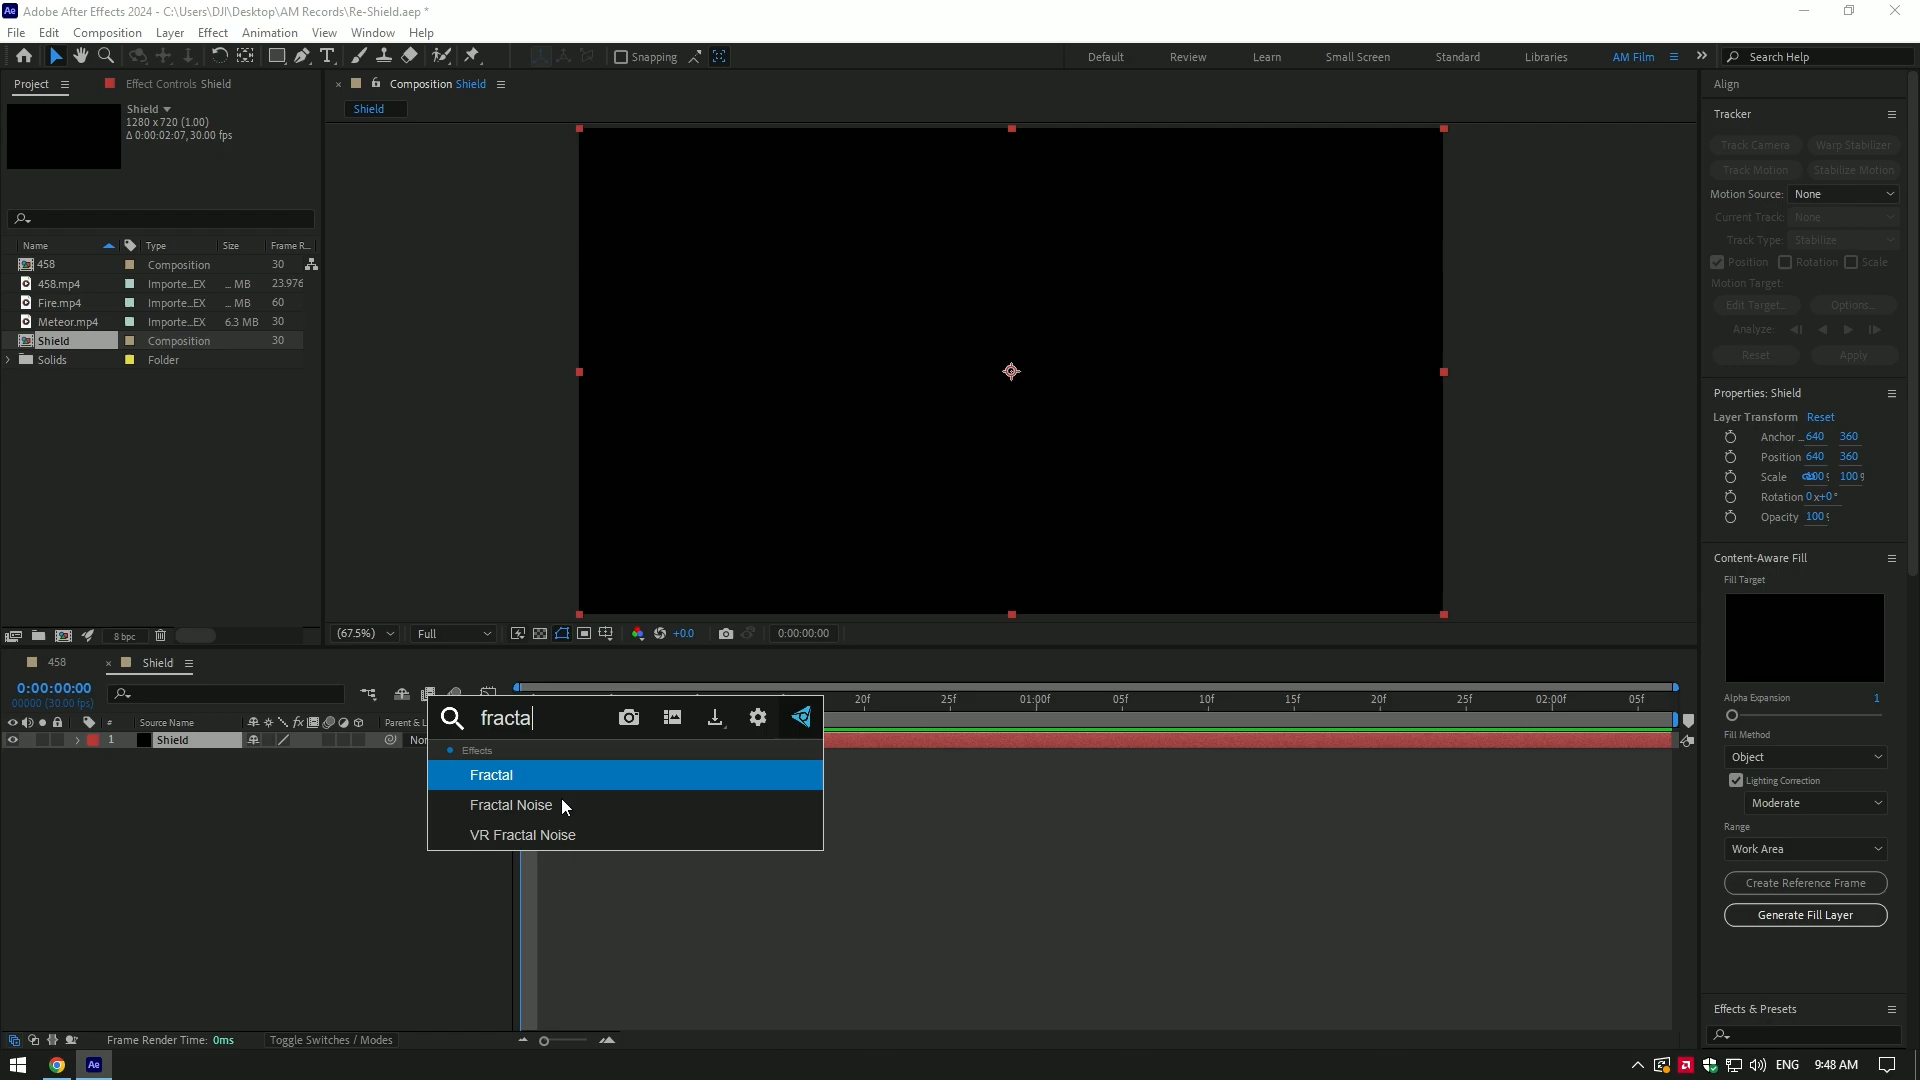 Adobe After Effects 2024 - C:\Users\DJI\Desktop\AM Records\Re-Shield.aep *
File Edit Composition Layer Effect Animation View Window Help
Snapping
Default Review Learn Small Screen Standard Libraries AM Film Search Help
Project Effect Controls Shield
Shield
1280 x 720 (1.00)
Δ 0:00:02:07, 30.00 fps
Name Type Size Frame R...
458 Composition 30
458.mp4 Importe...EX ... MB 23.976
Fire.mp4 Importe...EX ... MB 60
Meteor.mp4 Importe...EX 6.3 MB 30
Shield Composition 30
Solids Folder
8 bpc
Composition Shield
Shield
(67.5%) Full +0.0 0:00:00:00
Align
Tracker
Track Camera Warp Stabilizer
Track Motion Stabilize Motion
Motion Source: None
Current Track: None
Track Type: Stabilize
Position Rotation Scale
Motion Target:
Edit Target... Options...
Analyze:
Reset Apply
Properties: Shield
Layer Transform Reset
Anchor ... 640 360
Position 640 360
Scale 100 100
Rotation 0x+0°
Opacity 100
Content-Aware Fill
Fill Target
Alpha Expansion 1
Fill Method
Object
Lighting Correction
Moderate
Range
Work Area
Create Reference Frame
Generate Fill Layer
Effects & Presets
458 Shield
0:00:00:00
00000 (30.00 fps)
20f 25f 01:00f 05f 10f 15f 20f 25f 02:00f 05f
# Source Name fx Parent & L
1 Shield Non
fracta
Effects
Fractal
Fractal Noise
VR Fractal Noise
Frame Render Time: 0ms Toggle Switches / Modes
Ae
ENG 9:48 AM